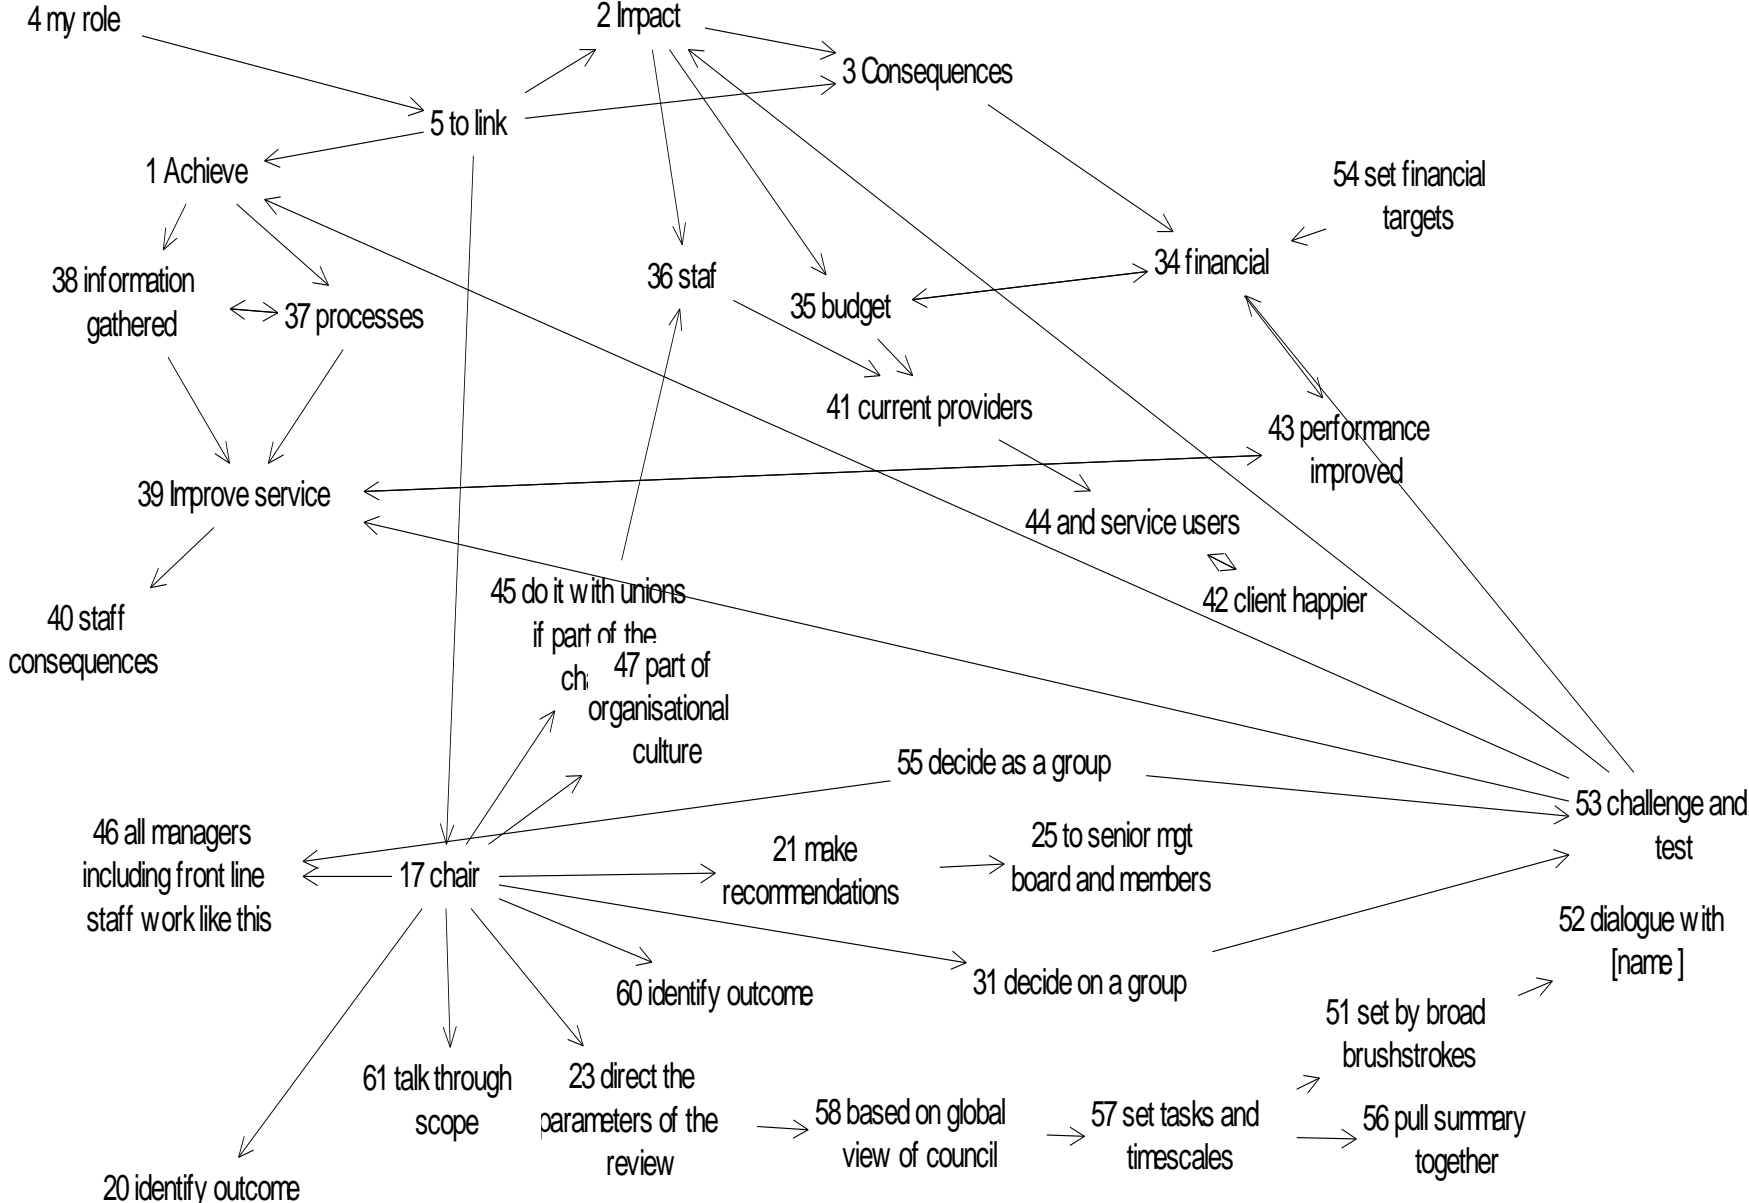 4 my role
2 Impact
3 Consequences
5 to link
1 Achieve
54 set financial
targets
38 information
gathered
37 processes
36 staf
35 budget
34 financial
41 current providers
43 performance
improved
39 Improve service
44 and service users
42 client happier
40 staff
consequences
45 do it with unions
if part of the
cha
47 part of
organisational
culture
55 decide as a group
53 challenge and
test
46 all managers
including front line
staff work like this
17 chair
21 make
recommendations
25 to senior mgt
board and members
52 dialogue with
[name ]
60 identify outcome
31 decide on a group
51 set by broad
brushstrokes
61 talk through
scope
23 direct the
parameters of the
review
58 based on global
view of council
57 set tasks and
timescales
56 pull summary
together
20 identify outcome